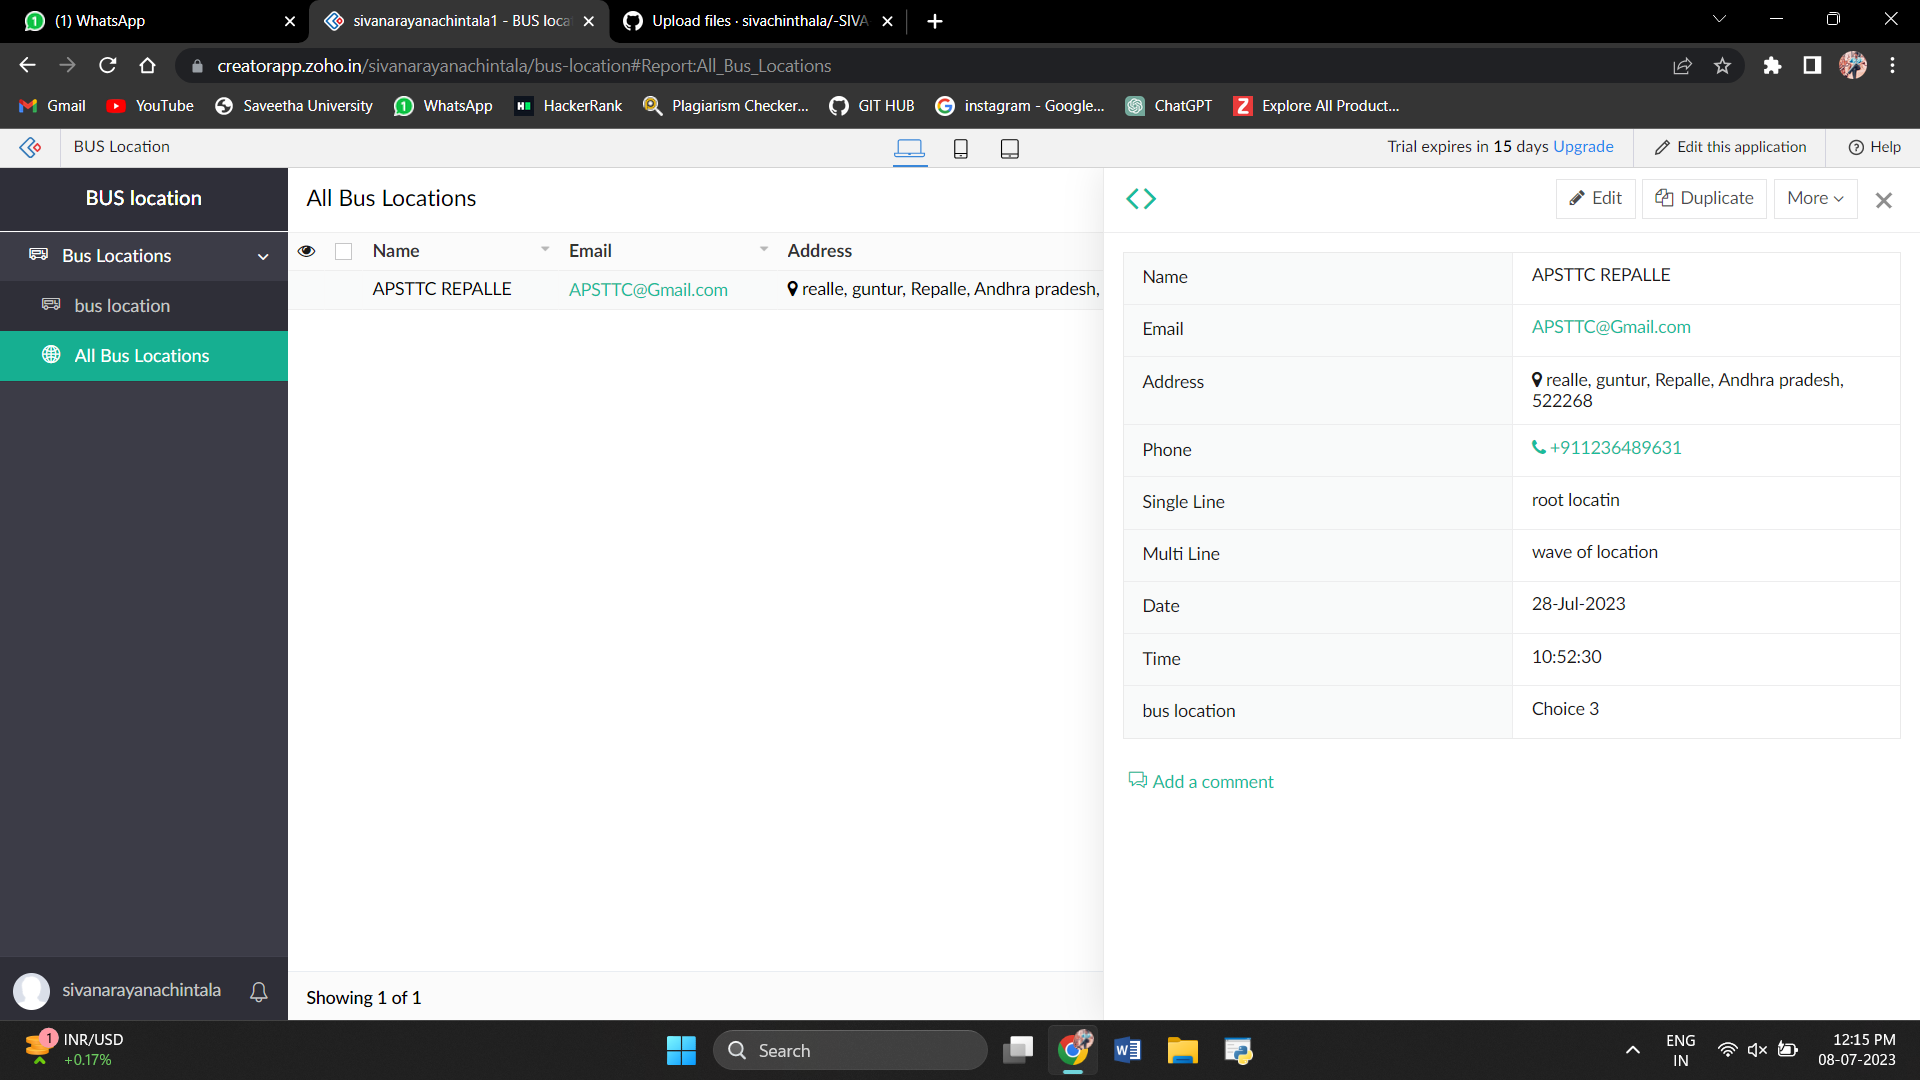 (1) WhatsApp
sivanarayanachintala1 - BUS loca
Upload files · sivachinthala/-SIVA
creatorapp.zoho.in/sivanarayanachintala/bus-location#Report:All_Bus_Locations
Gmail
YouTube
Saveetha University
WhatsApp
HackerRank
Plagiarism Checker...
GIT HUB
instagram - Google...
ChatGPT
Explore All Product...
BUS Location
Trial expires in 15 days Upgrade
Edit this application
Help
BUS location
Bus Locations
bus location
All Bus Locations
sivanarayanachintala
All Bus Locations
Name Email Address
APSTTC REPALLE APSTTC@Gmail.com realle, guntur, Repalle, Andhra pradesh,
Showing 1 of 1
Edit
Duplicate
More
Name APSTTC REPALLE
Email APSTTC@Gmail.com
Address realle, guntur, Repalle, Andhra pradesh,
522268
Phone +911236489631
Single Line root locatin
Multi Line wave of location
Date 28-Jul-2023
Time 10:52:30
bus location Choice 3
Add a comment
1
INR/USD
+0.17%
Search
ENG
IN
12:15 PM
08-07-2023